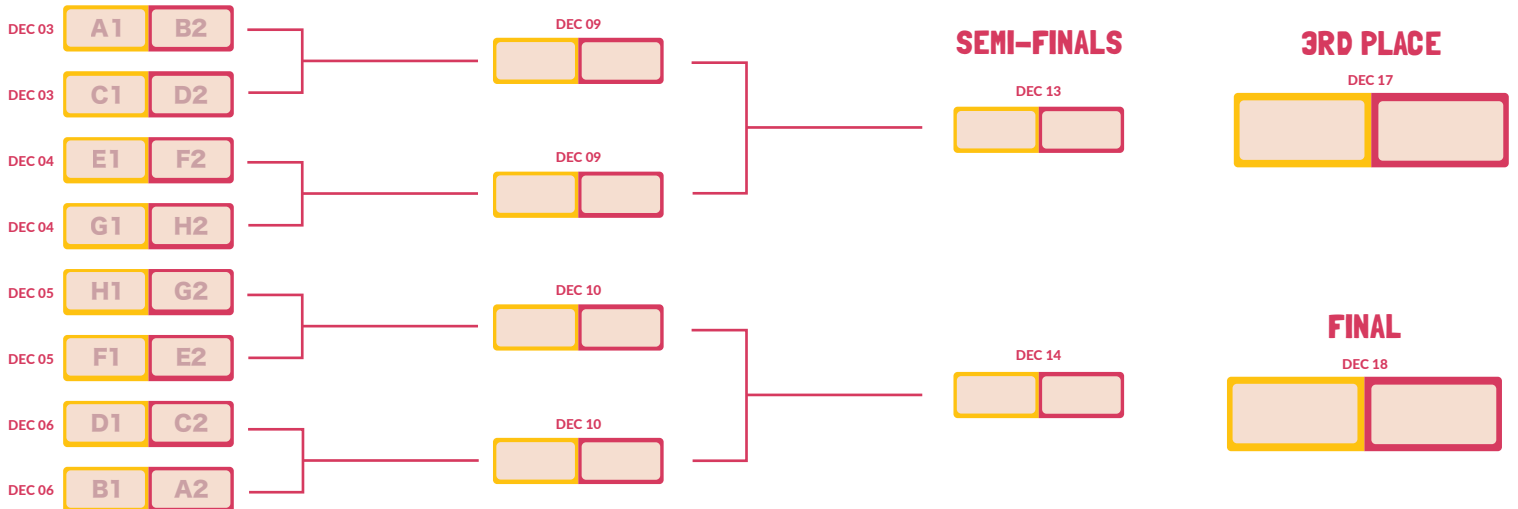 DEC 03 A1 B2
DEC 03 C1 D2
DEC 04 E1 F2
DEC 04 G1 H2
DEC 05 H1 G2
DEC 05 F1 E2
DEC 06 D1 C2
DEC 06 B1 A2
DEC 09
DEC 09
DEC 10
DEC 10
SEMI-FINALS
DEC 13
DEC 14
3RD PLACE
DEC 17
FINAL
DEC 18